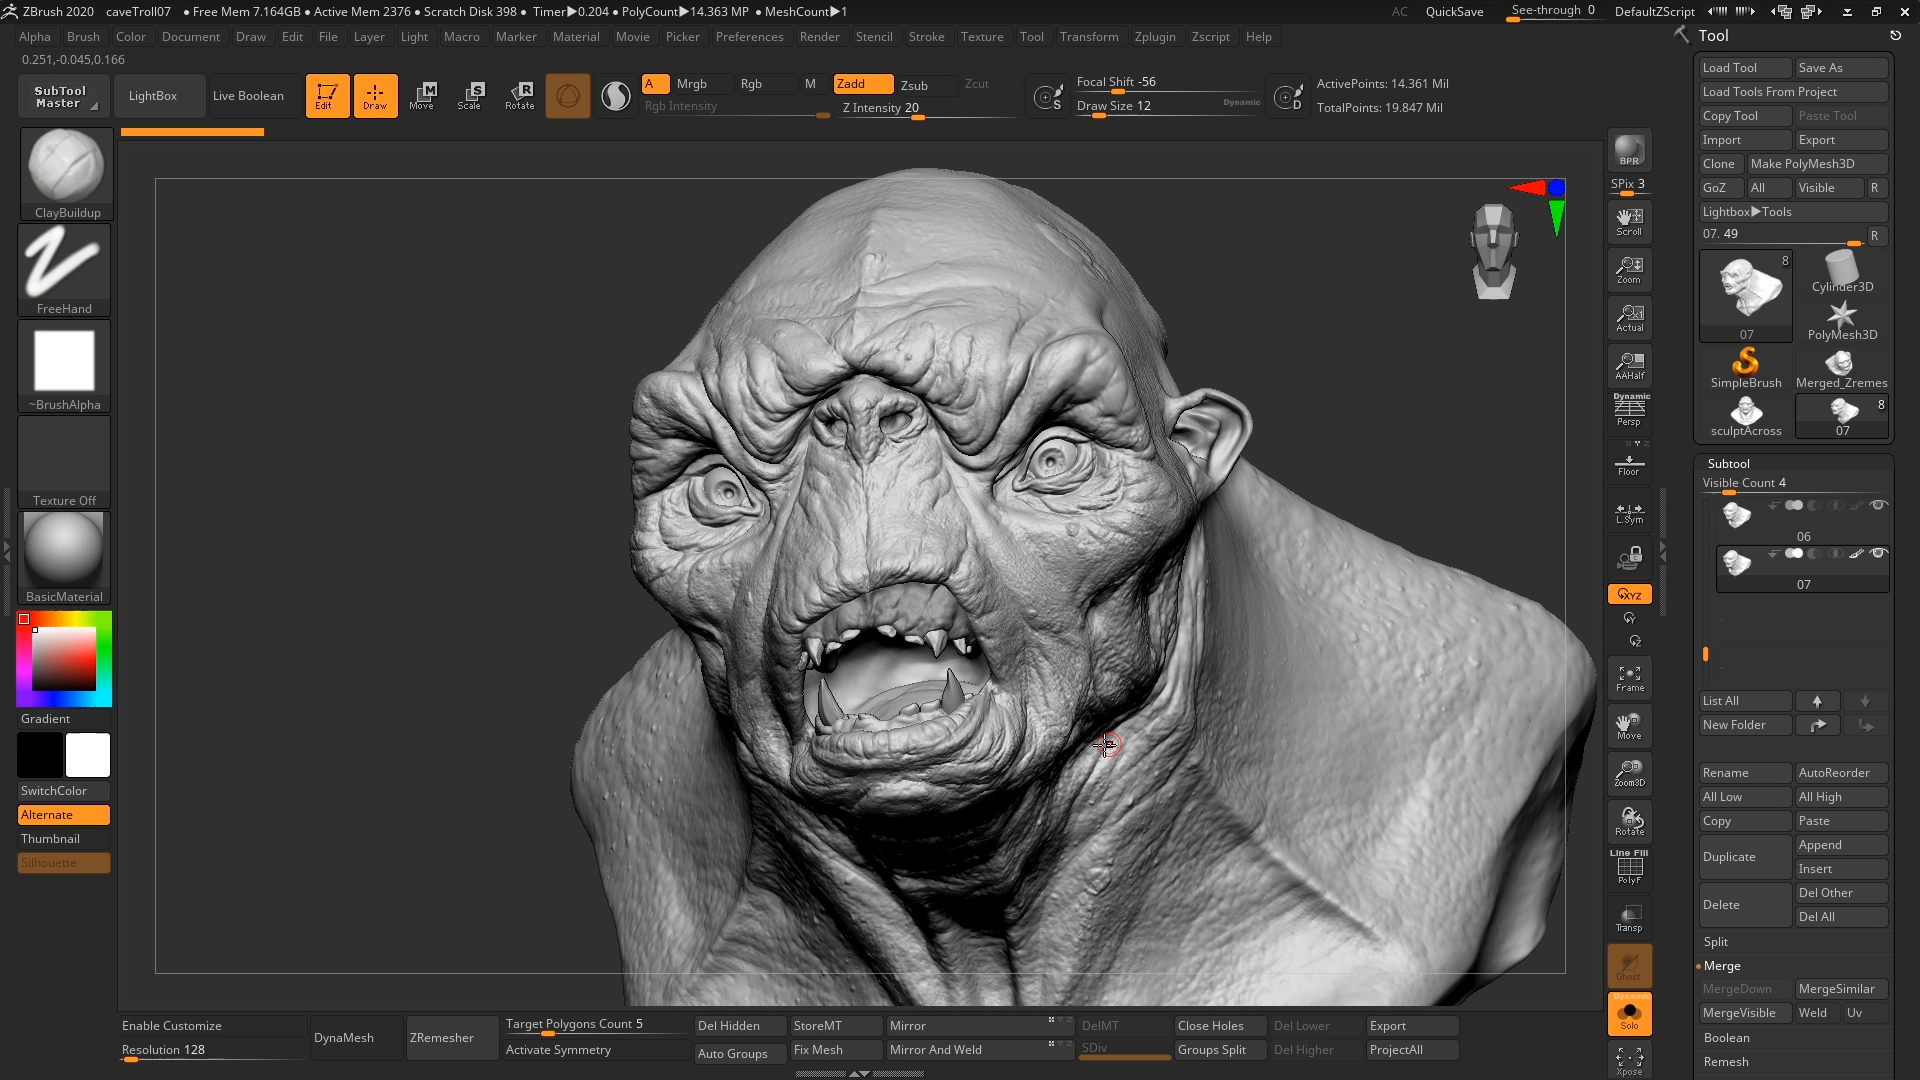 ZBrush 2020 caveTroll07 ● Free Mem 7.164GB ● Active Mem 2376 ● Scratch Disk 398 ● Timer▶0.204 ● PolyCount▶14.363 MP ● MeshCount▶1 AC QuickSave See-through 0 DefaultZScript
Alpha Brush Color Document Draw Edit File Layer Light Macro Marker Material Movie Picker Preferences Render Stencil Stroke Texture Tool Transform Zplugin Zscript Help
0.251,-0.045,0.166
SubTool Master
LightBox
Live Boolean
Edit
Draw
Move
Scale
Rotate
A
Mrgb
Rgb
M
Rgb Intensity
Zadd
Zsub
Zcut
Z Intensity 20
S
Focal Shift -56
Draw Size 12
Dynamic
D
ActivePoints: 14.361 Mil
TotalPoints: 19.847 Mil
ClayBuildup
FreeHand
~BrushAlpha
Texture Off
BasicMaterial
Gradient
SwitchColor
Alternate
Thumbnail
Silhouette
BPR
SPix 3
Scroll
Zoom
Actual
AAHalf
Dynamic
Persp
Floor
L.Sym
XYZ
Y
Z
Frame
Move
Zoom3D
Rotate
Line Fill
PolyF
Transp
Ghost
Dynamic
Solo
Xpose
Tool
Load Tool Save As
Load Tools From Project
Copy Tool Paste Tool
Import Export
Clone Make PolyMesh3D
GoZ All Visible R
Lightbox▶Tools
07. 49 R
8
07
Cylinder3D
PolyMesh3D
SimpleBrush
Merged_Zremes
sculptAcross
8
07
Subtool
Visible Count 4
06
07
List All
New Folder
Rename AutoReorder
All Low All High
Copy Paste
Duplicate
Append
Insert
Delete
Del Other
Del All
Split
Merge
MergeDown MergeSimilar
MergeVisible Weld Uv
Boolean
Remesh
Enable Customize
Resolution 128
DynaMesh
ZRemesher
Target Polygons Count 5
Activate Symmetry
Del Hidden
Auto Groups
StoreMT
Fix Mesh
Mirror
Mirror And Weld
DelMT
SDiv
Close Holes
Groups Split
Del Lower
Del Higher
Export
ProjectAll